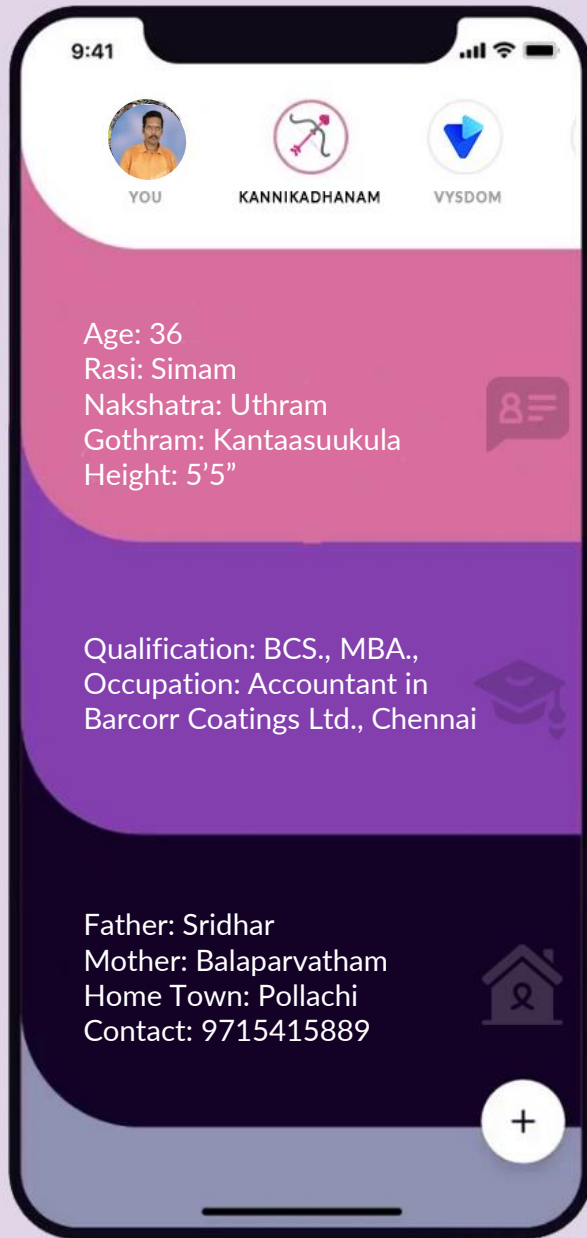 9:41
YOU
KANNIKADHANAM
VYSDOM
Age: 36
Rasi: Simam
Nakshatra: Uthram
Gothram: Kantaasuukula
Height: 5’5”
Qualification: BCS., MBA.,
Occupation: Accountant in
Barcorr Coatings Ltd., Chennai
Father: Sridhar
Mother: Balaparvatham
Home Town: Pollachi
Contact: 9715415889
+